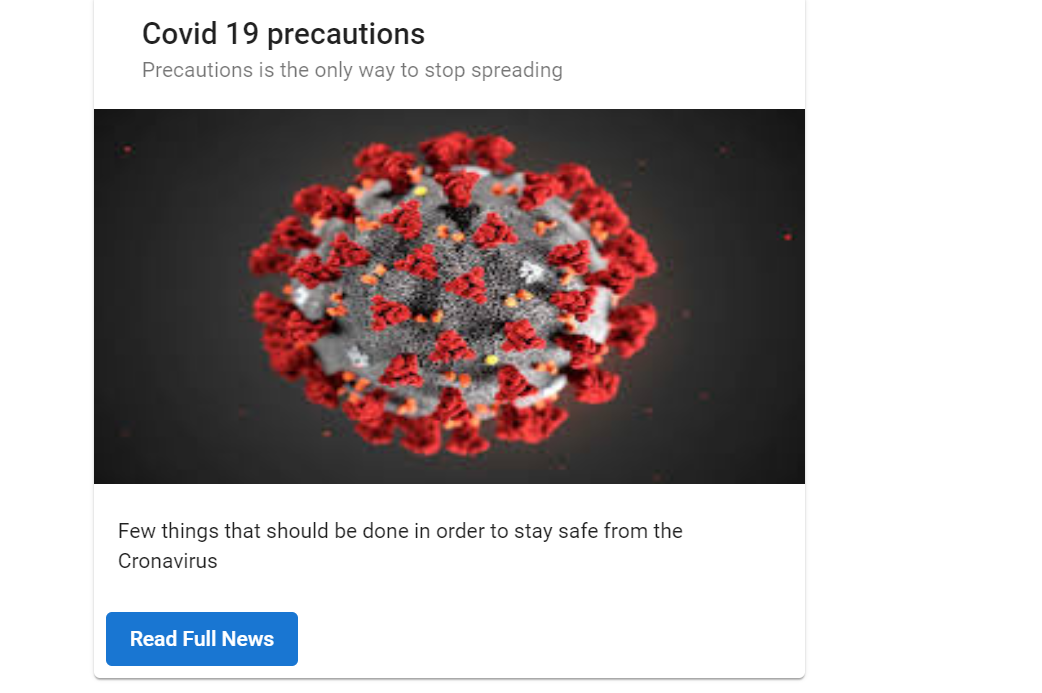 Covid 19 precautions
Precautions is the only way to stop spreading
Few things that should be done in order to stay safe from the
Cronavirus
Read Full News